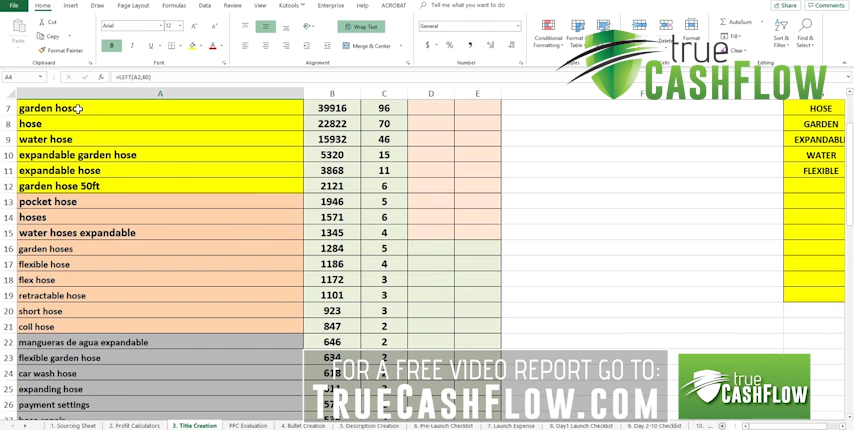 File Home Insert Page Layout Formulas Data Review View Kutools ™ Enterprise Help ACROBAT Tell me what you want to do Share Comments
Paste Cut Copy Format Painter
Arial 12 Wrap Text General AutoSum
B I U Merge & Center $ % Conditional Formatting Format Table Insert Delete Format Fill Clear Sort & Filter Find & Select
Clipboard Font Alignment Number
true
CASHFLOW
A4 fx =LEFT(A2,60)
A B C D E F
7 garden hose 39916 96 HOSE
8 hose 22822 70 GARDEN
9 water hose 15932 46 EXPANDABL
10 expandable garden hose 5320 15 WATER
11 expandable hose 3868 11 FLEXIBLE
12 garden hose 50ft 2121 6
13 pocket hose 1946 5
14 hoses 1571 6
15 water hoses expandable 1345 4
16 garden hoses 1284 5
17 flexible hose 1186 4
18 flex hose 1172 3
19 retractable hose 1101 3
20 short hose 923 3
21 coil hose 847 2
22 mangueras de agua expandable 646 2
23 flexible garden hose 634 2
24 car wash hose 618
25 expanding hose
26 payment settings
FOR A FREE VIDEO REPORT GO TO:
TRUECASHFLOW.COM
true
CASHFLOW
1. Sourcing Sheet 2. Profit Calculators 3. Title Creation PPC Evaluation 4. Bullet Creation 5. Description Creation 6. Pre-Launch Checklist 7. Launch Expense 8. Day1 Launch Checklist 9. Day 2-10 Checklist 10. ...